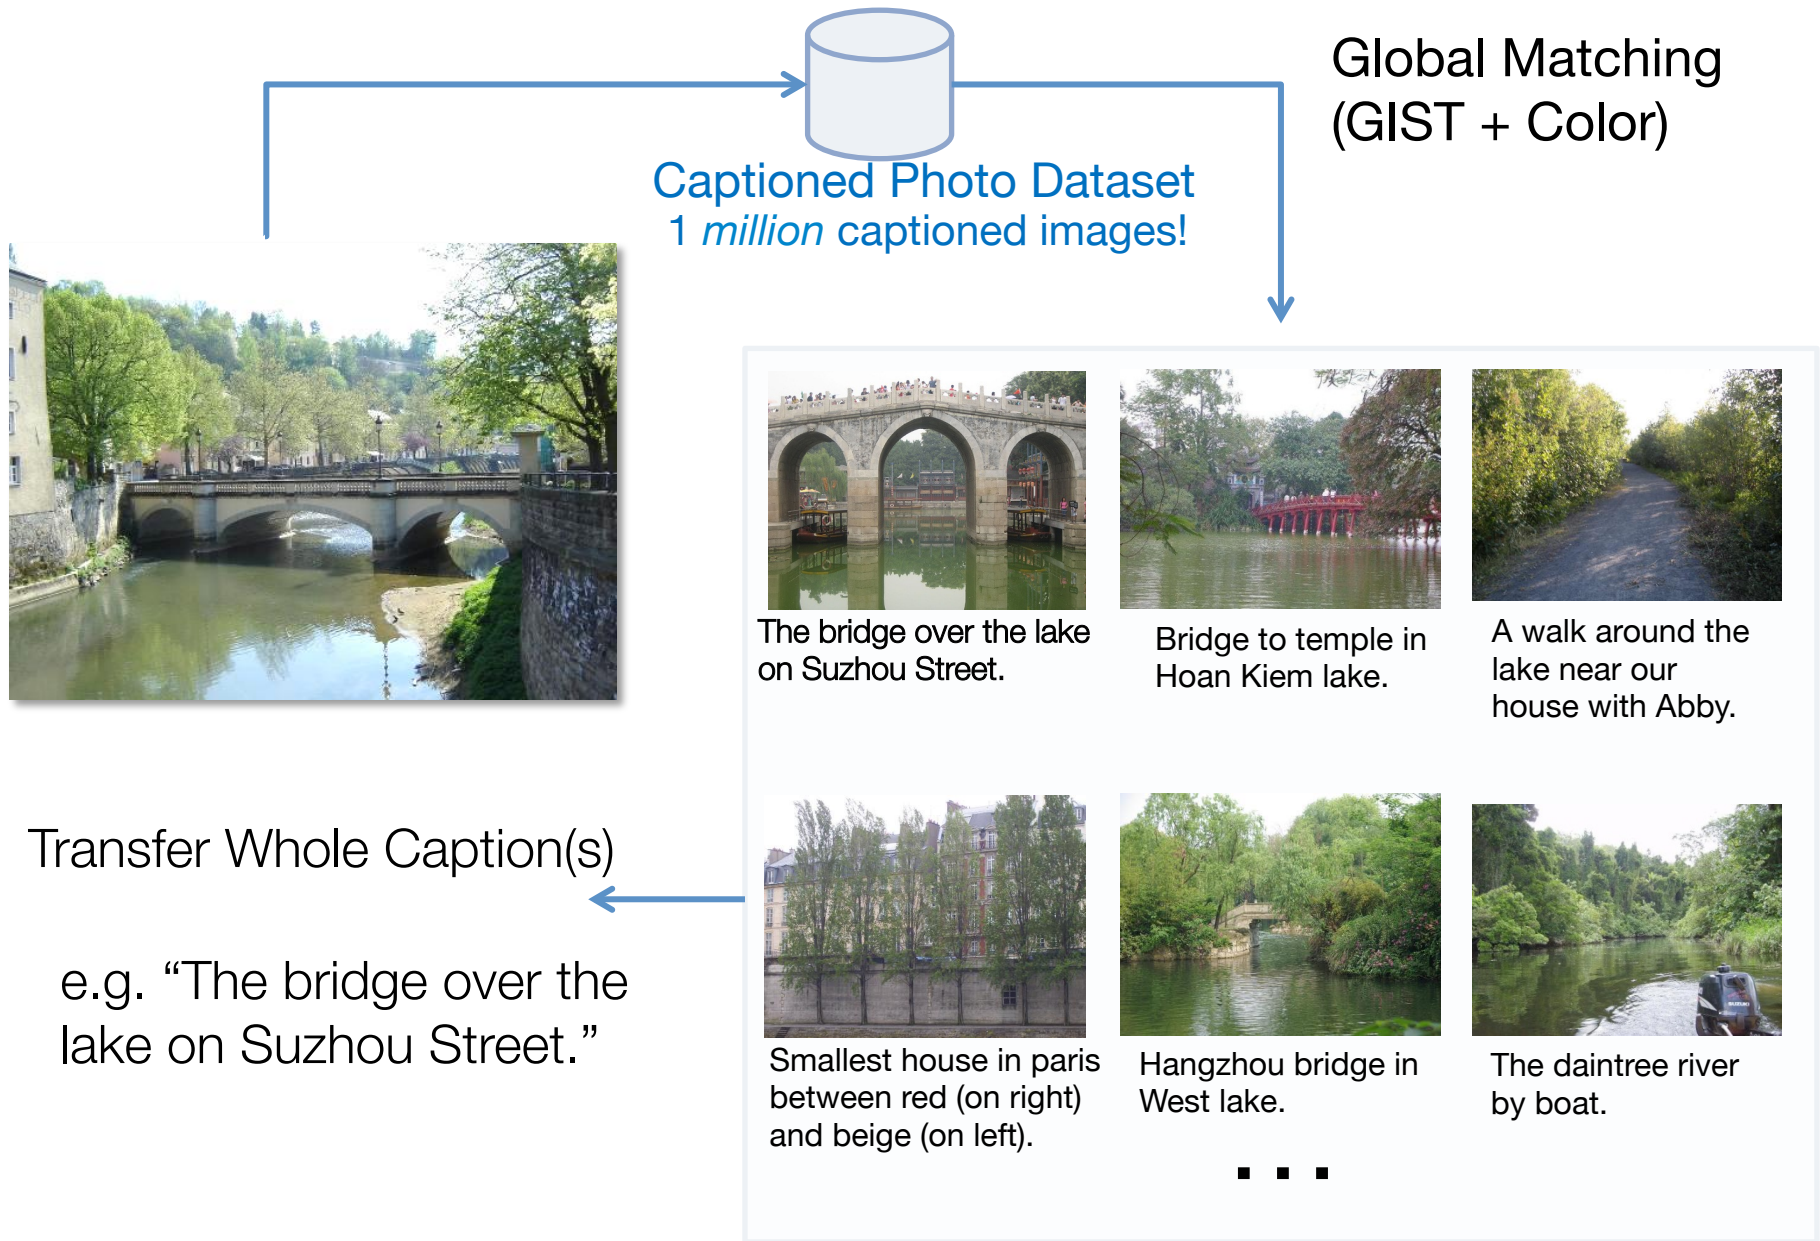 Global Matching
(GIST + Color)
Captioned Photo Dataset
1 million captioned images!
The bridge over the lake
on Suzhou Street.
Bridge to temple in
Hoan Kiem lake.
A walk around the
lake near our
house with Abby.
Transfer Whole Caption(s)
e.g. “The bridge over the
lake on Suzhou Street.”
SUZUKI
Smallest house in paris
between red (on right)
and beige (on left).
Hangzhou bridge in
West lake.
The daintree river
by boat.
...